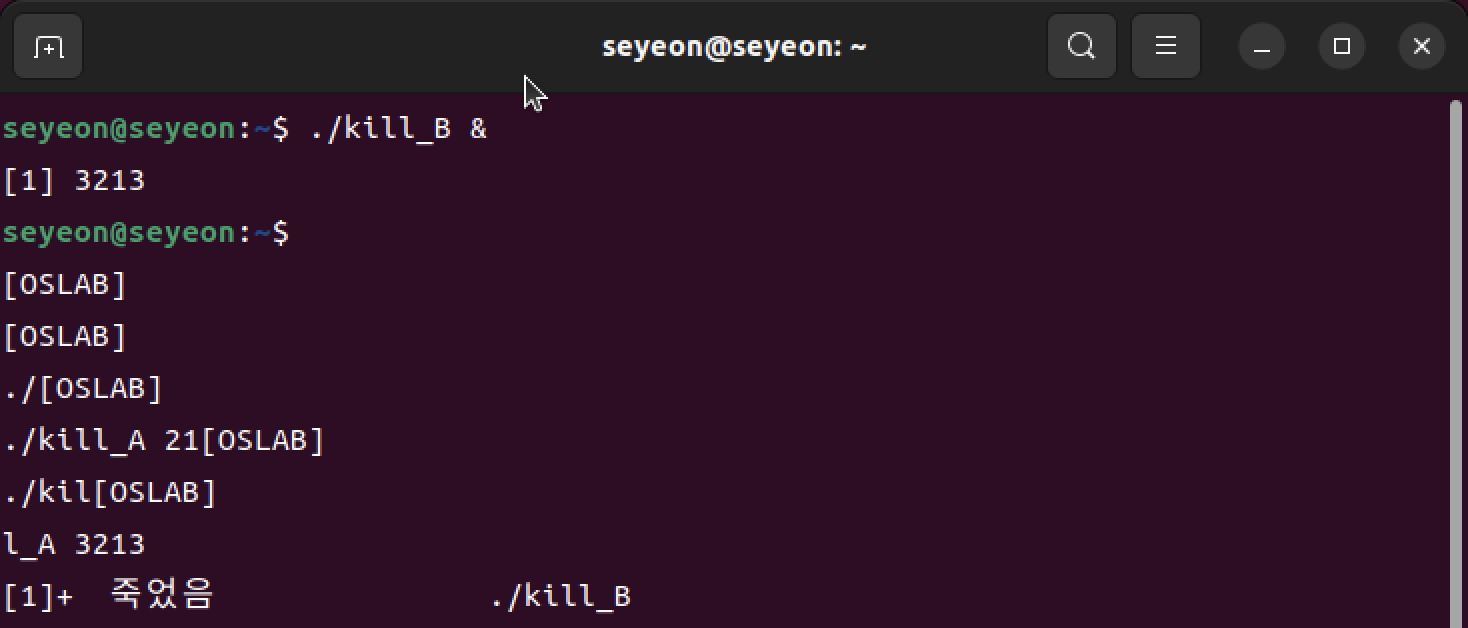 seyeon@seyeon: ~
seyeon@seyeon:~$ ./kill_B &
[1] 3213
seyeon@seyeon:~$
[OSLAB]
[OSLAB]
./[OSLAB]
./kill_A 21[OSLAB]
./kil[OSLAB]
l_A 3213
[1]+  죽었음               ./kill_B